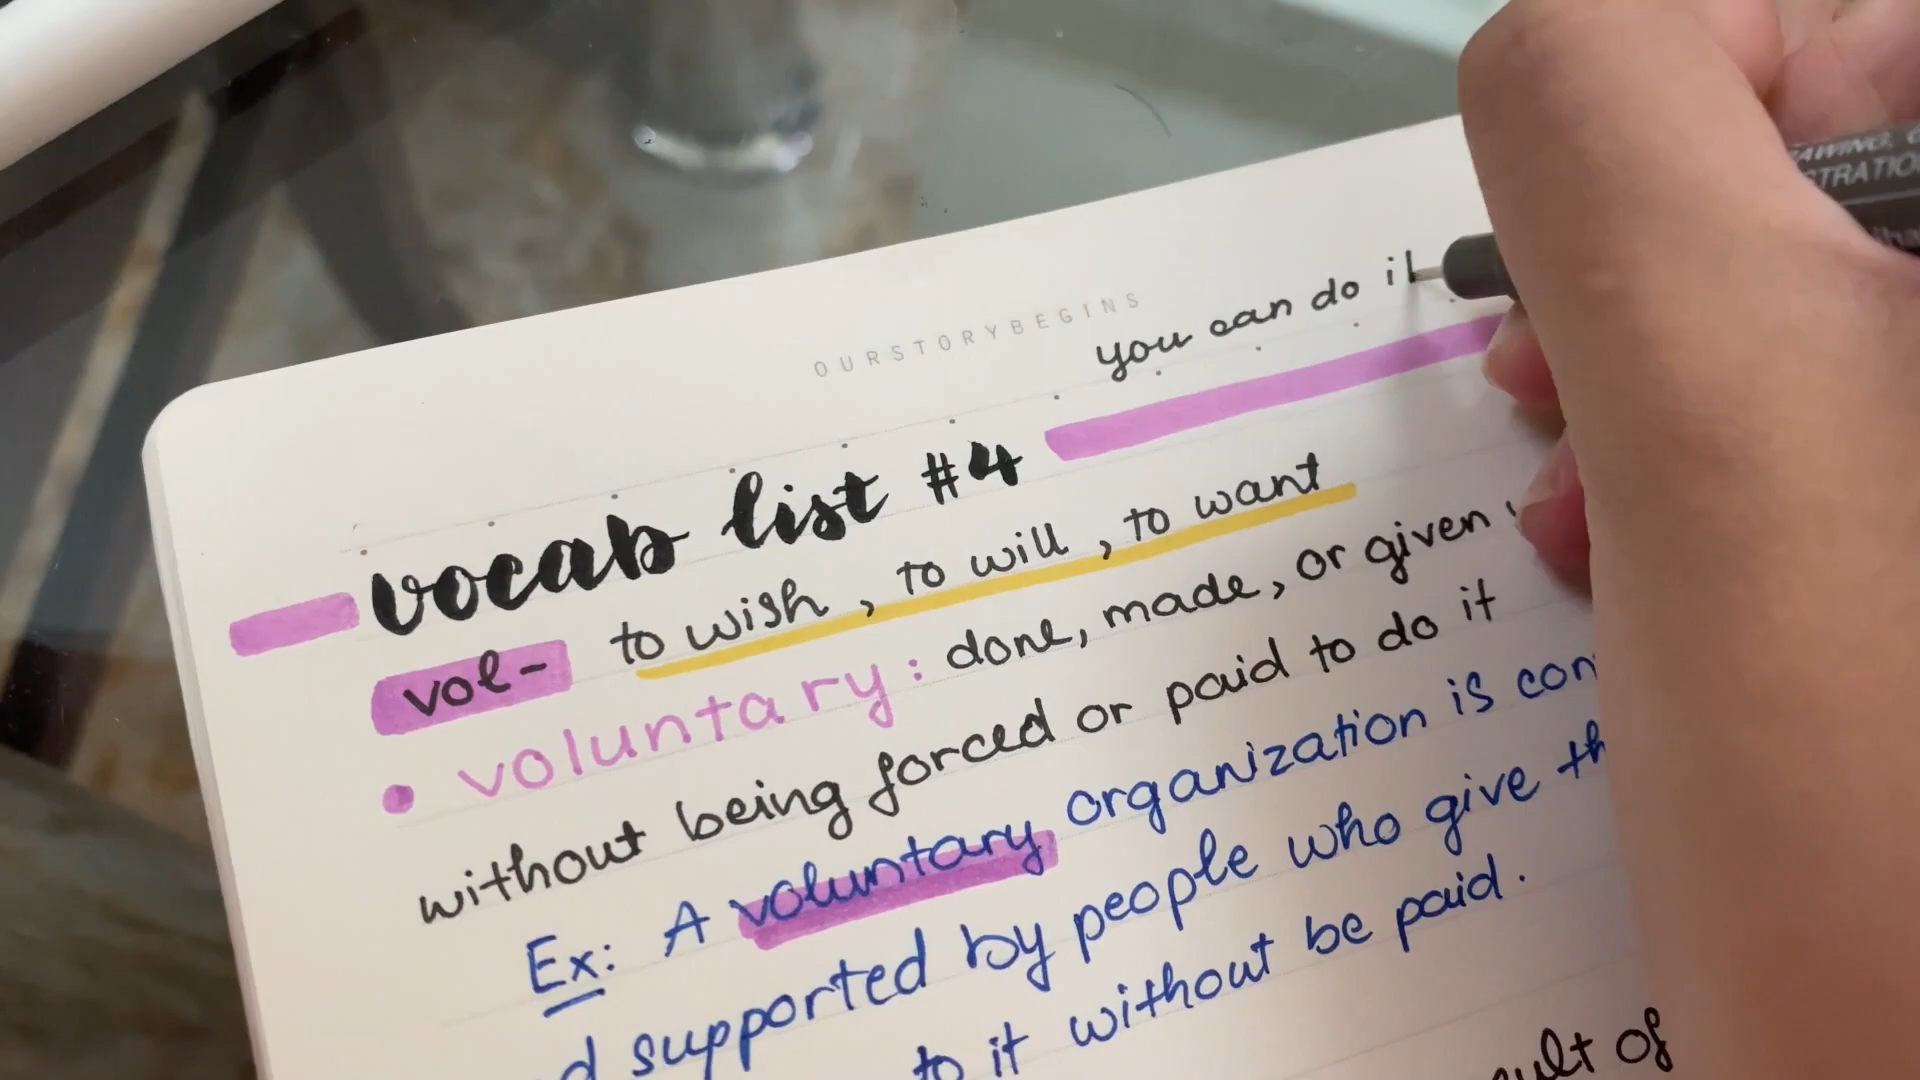 OURSTORYBEGINS
you can do it
vocab list #4
vol- to wish, to will, to want
voluntary: done, made, or given
without being forced or paid to do it
Ex: A voluntary organization is
supported by people who give
to it without be paid.
of